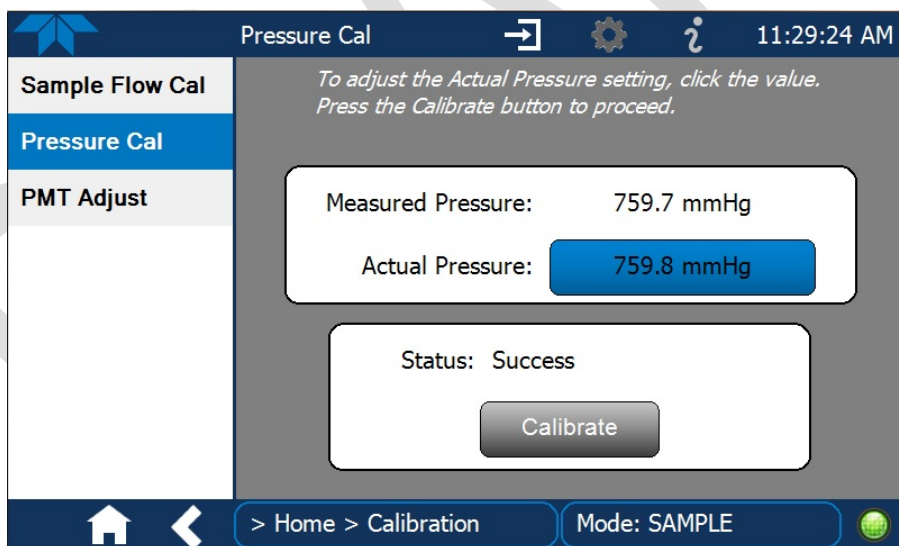 Pressure Cal
11:29:24 AM
Sample Flow Cal
Pressure Cal
PMT Adjust
To adjust the Actual Pressure setting, click the value.
Press the Calibrate button to proceed.
Measured Pressure: 759.7 mmHg
Actual Pressure: 759.8 mmHg
Status: Success
Calibrate
> Home > Calibration
Mode: SAMPLE